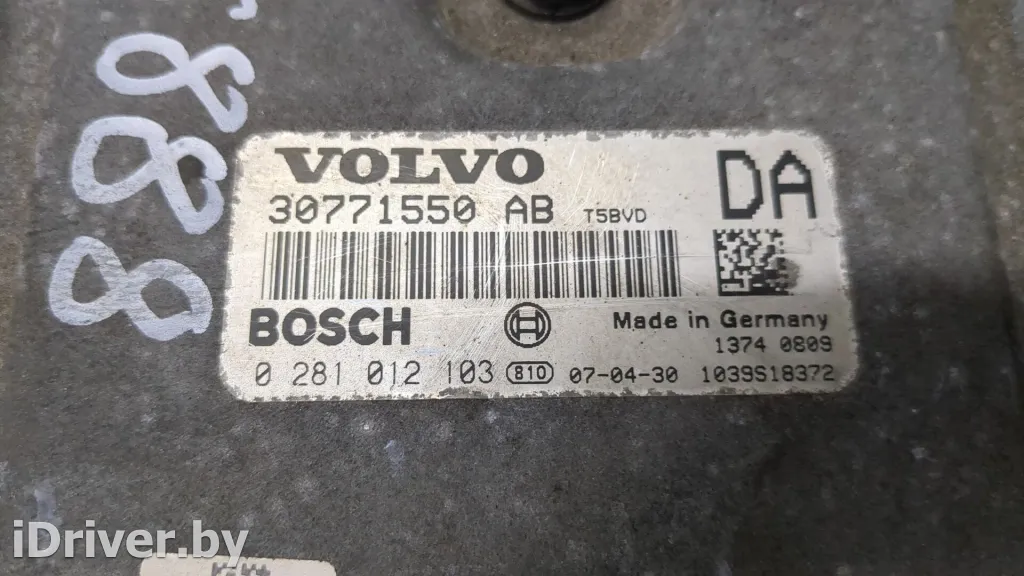 888
VOLVO
30771550 AB T5BVD
DA
BOSCH
Made in Germany
1374 0809
0 281 012 103 810 07-04-30 1039S18372
iDriver.by